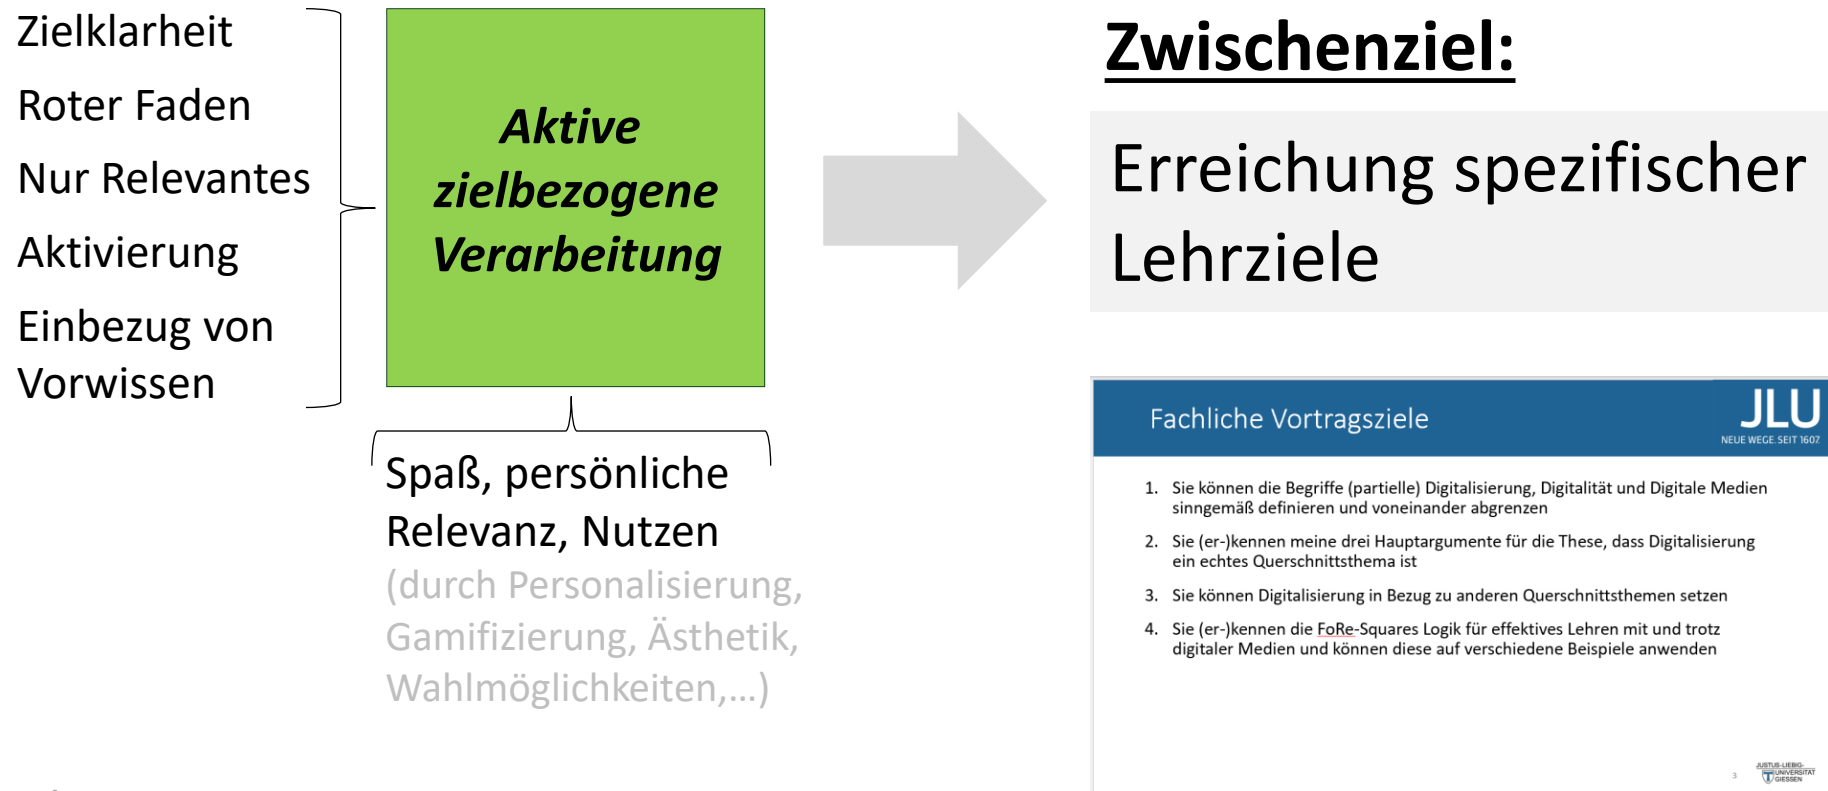 Zielklarheit
Roter Faden
Nur Relevantes
Aktivierung
Einbezug von
Vorwissen
Aktive
zielbezogene
Verarbeitung
Spaß, persönliche
Relevanz, Nutzen
(durch Personalisierung,
Gamifizierung, Ästhetik,
Wahlmöglichkeiten,...)
Zwischenziel:
Erreichung spezifischer
Lehrziele
Fachliche Vortragsziele
JLU
NEUE WEGE. SEIT 1607.
1. Sie können die Begriffe (partielle) Digitalisierung, Digitalität und Digitale Medien
sinngemäß definieren und voneinander abgrenzen
2. Sie (er-)kennen meine drei Hauptargumente für die These, dass Digitalisierung
ein echtes Querschnittsthema ist
3. Sie können Digitalisierung in Bezug zu anderen Querschnittsthemen setzen
4. Sie (er-)kennen die FoRe-Squares Logik für effektives Lehren mit und trotz
digitaler Medien und können diese auf verschiedene Beispiele anwenden
3
JUSTUS-LIEBIG-
UNIVERSITÄT
GIESSEN